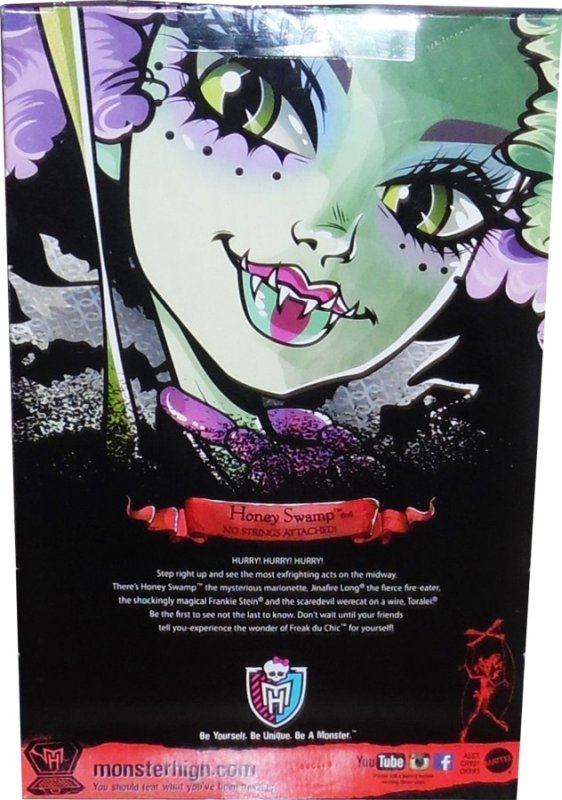 Honey Swamp™
NO STRINGS ATTACHED!
HURRY! HURRY! HURRY!
Step right up and see the most exfrighting acts on the midway.
There's Honey Swamp™ the mysterious marionette, Jinafire Long® the fierce fire-eater,
the shockingly magical Frankie Stein® and the scaredevil werecat on a wire, Toralei.®
Be the first to see not the last to know. Don't wait until your friends
tell you-experience the wonder of Freak du Chic™ for yourself!
Be Yourself. Be Unique. Be A Monster.™
monsterhigh.com
You should fear what you've been
YouTube
f
ASST.
MATTEL